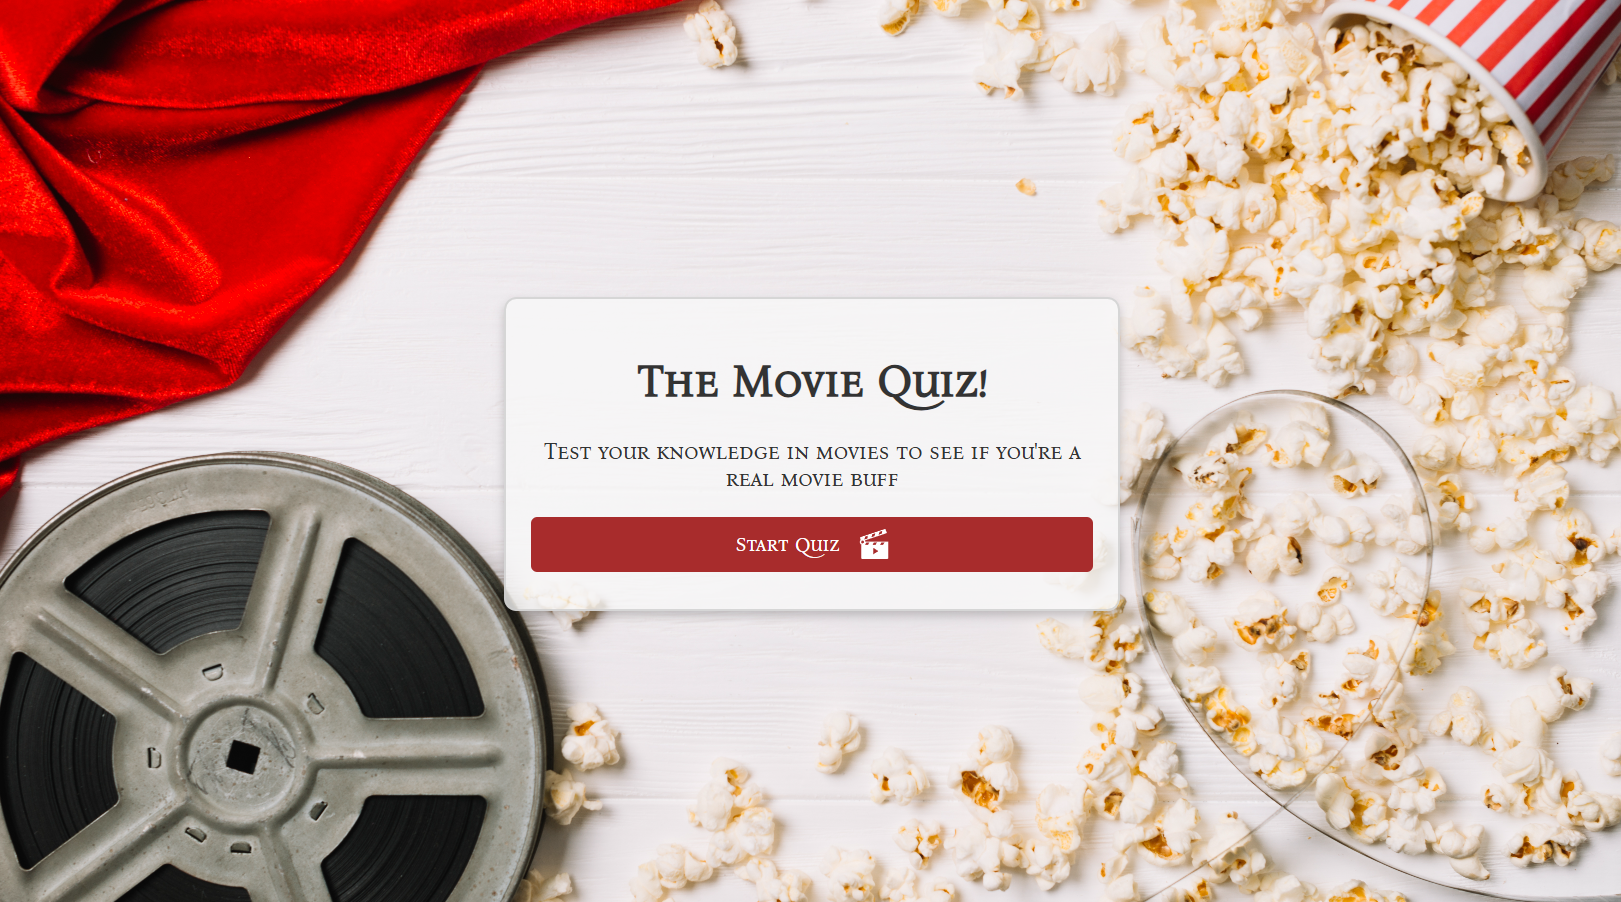 The Movie Quiz!
Test your knowledge in movies to see if you're a
real movie buff
Start Quiz